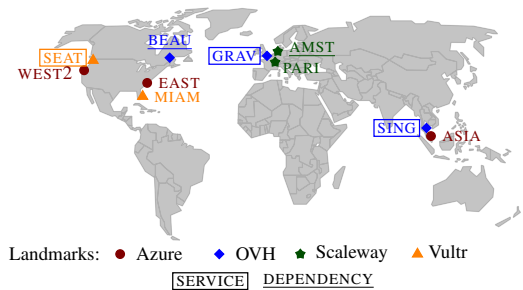 BEAU
AMST
SEAT
GRAV
PARI
WEST2
EAST
MIAM
SING
ASIA
Landmarks: Azure OVH Scaleway Vultr
SERVICE DEPENDENCY